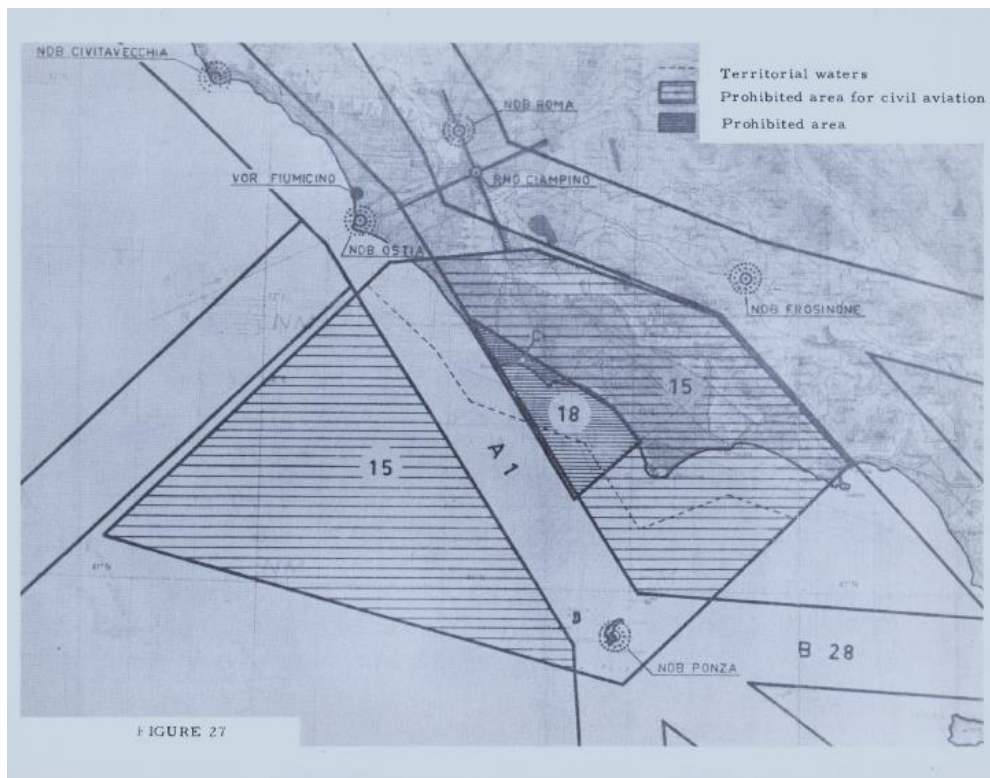 NDB CIVITAVECCHIA
Territorial waters
Prohibited area for civil aviation
Prohibited area
NDB ROMA
VOR FIUMICINO
RNG CIAMPINO
NDB OSTIA
NDB FROSINONE
15
18
A 1
15
B 28
NDB PONZA
FIGURE 27